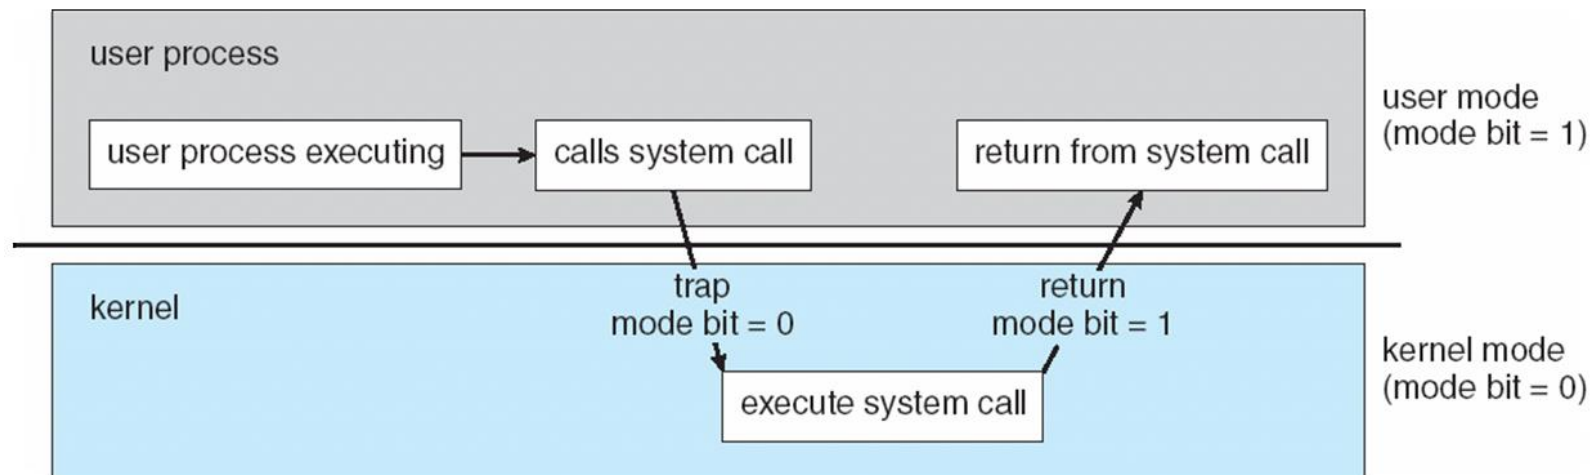 user process
user process executing
calls system call
return from system call
user mode
(mode bit = 1)
kernel
trap
mode bit = 0
return
mode bit = 1
execute system call
kernel mode
(mode bit = 0)